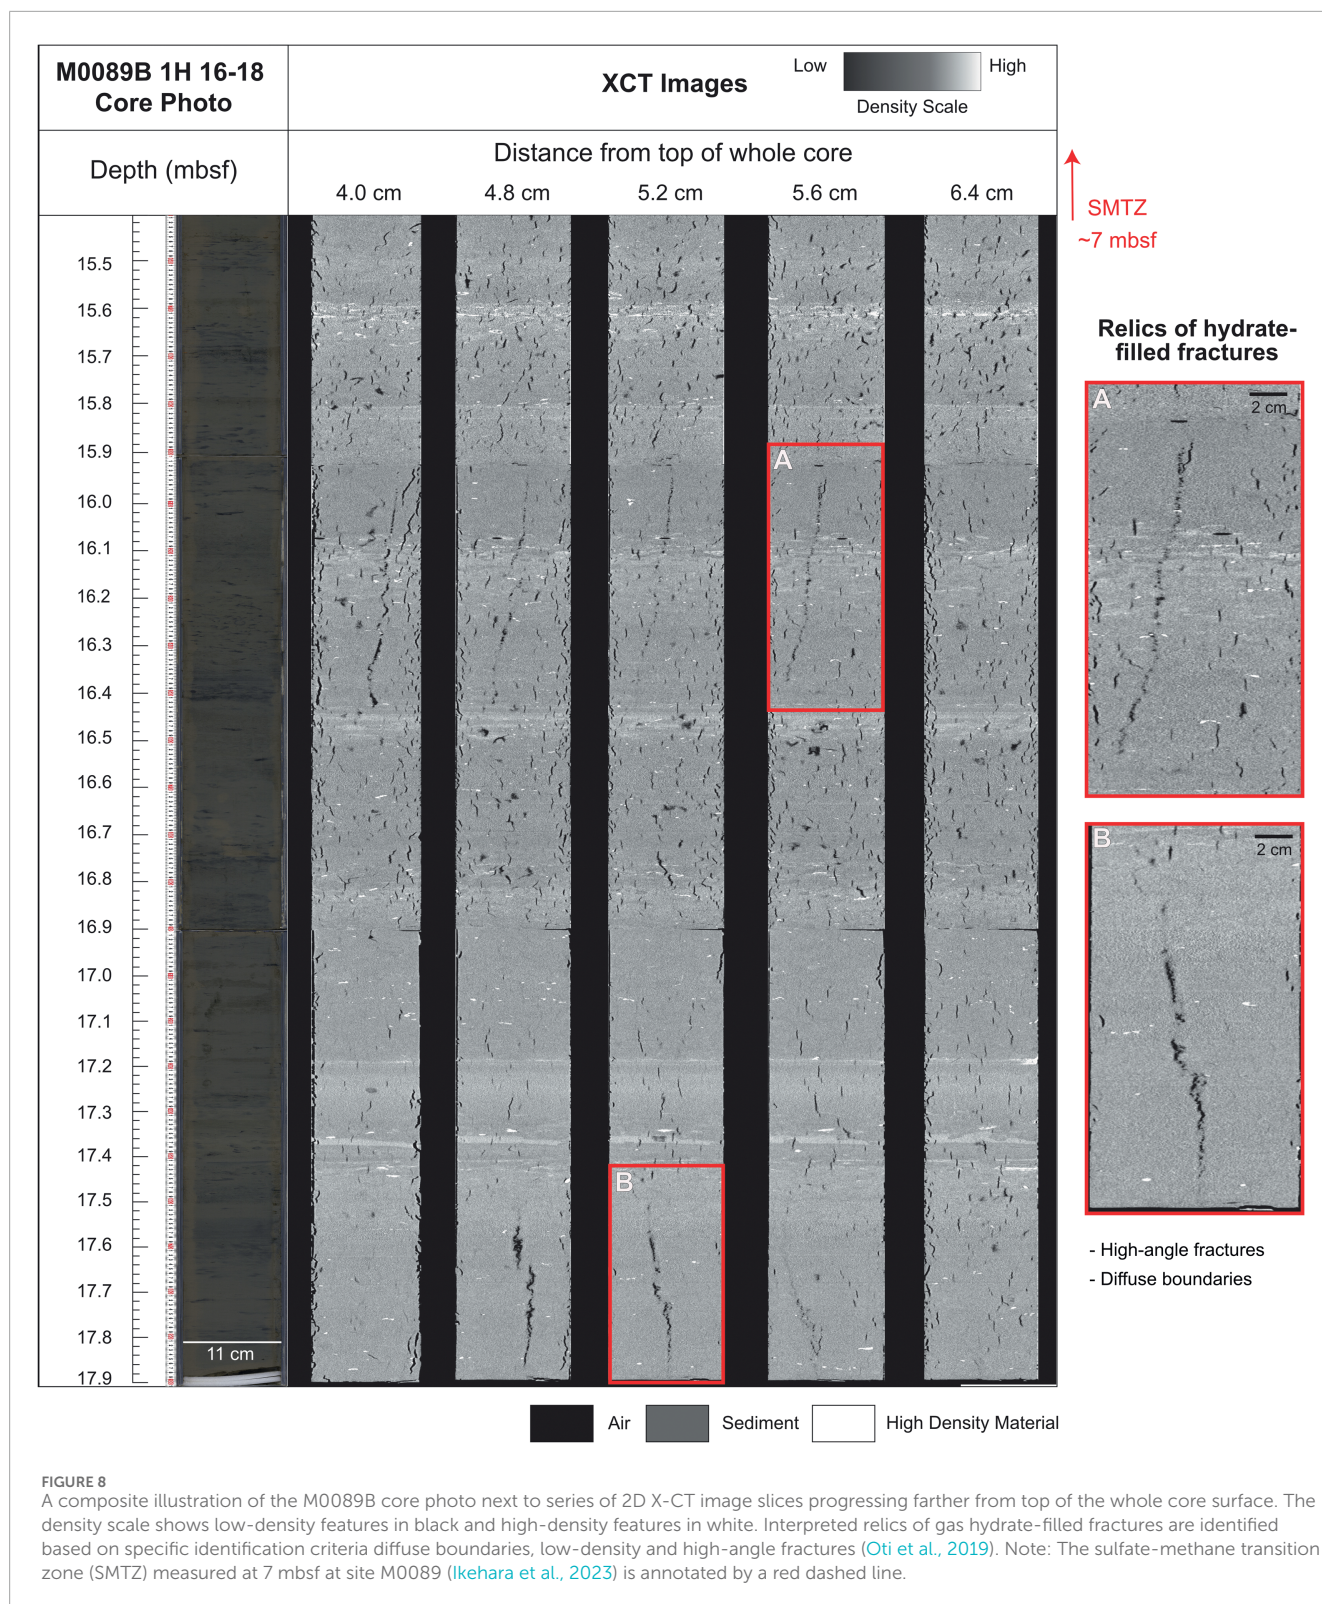 M0089B 1H 16-18
Core Photo
XCT Images
Low
High
Density Scale
Depth (mbsf)
Distance from top of whole core
4.0 cm
4.8 cm
5.2 cm
5.6 cm
6.4 cm
SMTZ
~7 mbsf
15.5
15.6
15.7
15.8
15.9
16.0
16.1
16.2
16.3
16.4
16.5
16.6
16.7
16.8
16.9
17.0
17.1
17.2
17.3
17.4
17.5
17.6
17.7
17.8
17.9
11 cm
A
B
Relics of hydrate-
filled fractures
A
2 cm
B
2 cm
- High-angle fractures
- Diffuse boundaries
Air
Sediment
High Density Material
FIGURE 8
A composite illustration of the M0089B core photo next to series of 2D X-CT image slices progressing farther from top of the whole core surface. The
density scale shows low-density features in black and high-density features in white. Interpreted relics of gas hydrate-filled fractures are identified
based on specific identification criteria diffuse boundaries, low-density and high-angle fractures (Oti et al., 2019). Note: The sulfate-methane transition
zone (SMTZ) measured at 7 mbsf at site M0089 (Ikehara et al., 2023) is annotated by a red dashed line.